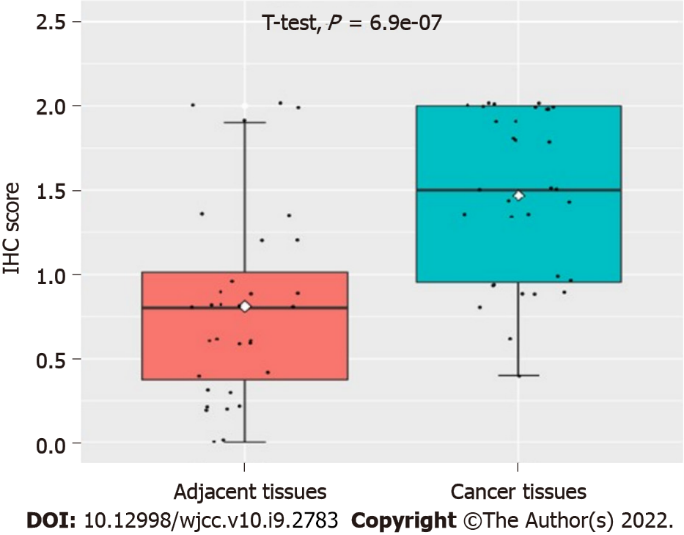 T-test, P = 6.9e-07
2.5
2.0
1.5
1.0
0.5
0.0
IHC score
Adjacent tissues
Cancer tissues
DOI: 10.12998/wjcc.v10.i9.2783 Copyright ©The Author(s) 2022.